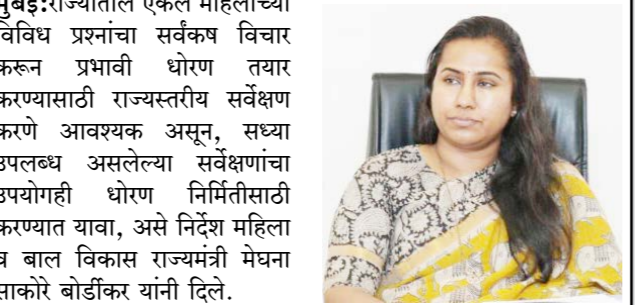 मुंबई:राज्यातील एकल महिलांच्या
विविध प्रश्नांचा सर्वंकष विचार
करून प्रभावी धोरण तयार
करण्यासाठी राज्यस्तरीय सर्वेक्षण
करणे आवश्यक असून, सध्या
उपलब्ध असलेल्या सर्वेक्षणांचा
उपयोगही धोरण निर्मितीसाठी
करण्यात यावा, असे निर्देश महिला
व बाल विकास राज्यमंत्री मेघना
साकोरे बोर्डीकर यांनी दिले.